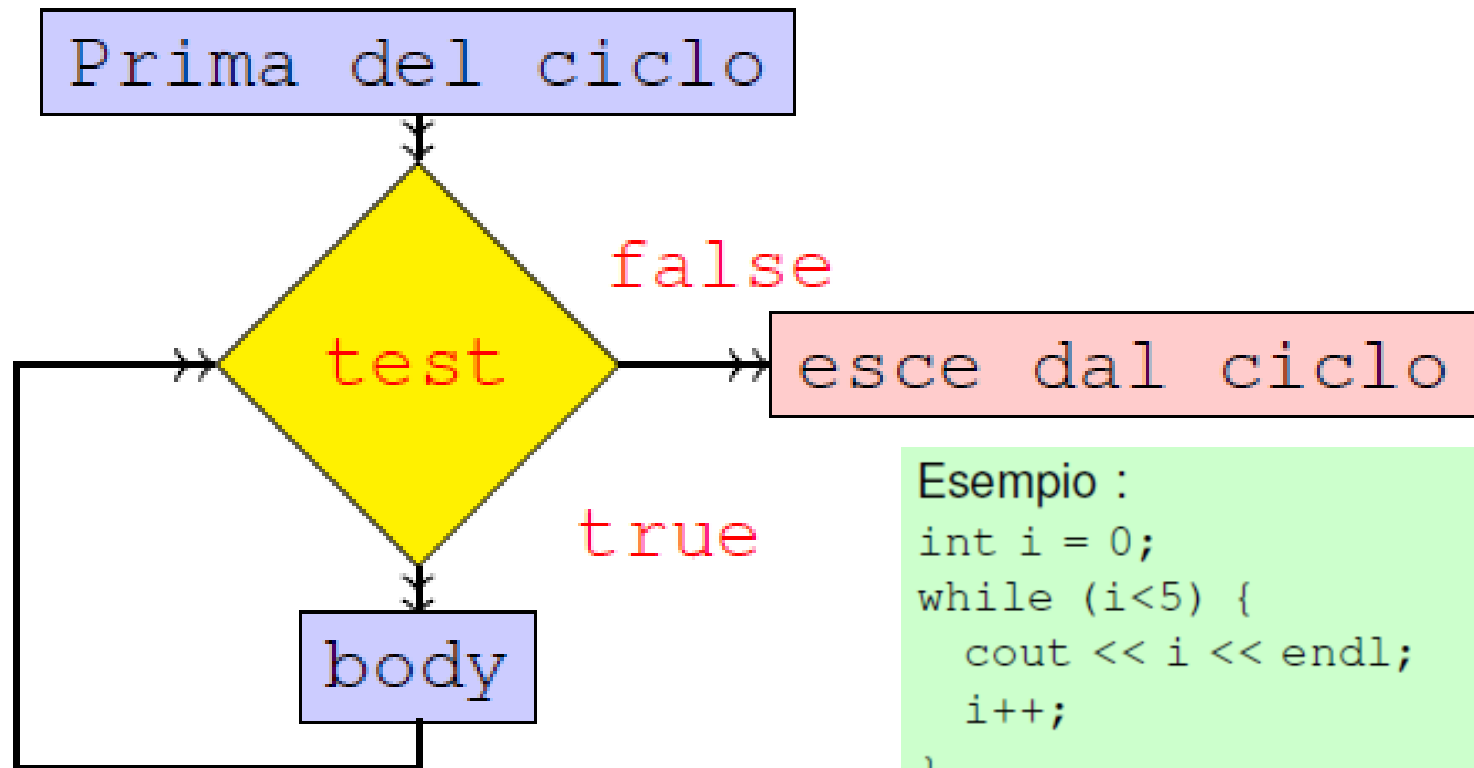 Prima del ciclo
false
test
esce dal ciclo
true
body
Esempio :
int i = 0;
while (i<5) {
cout << i << endl;
i++;
}